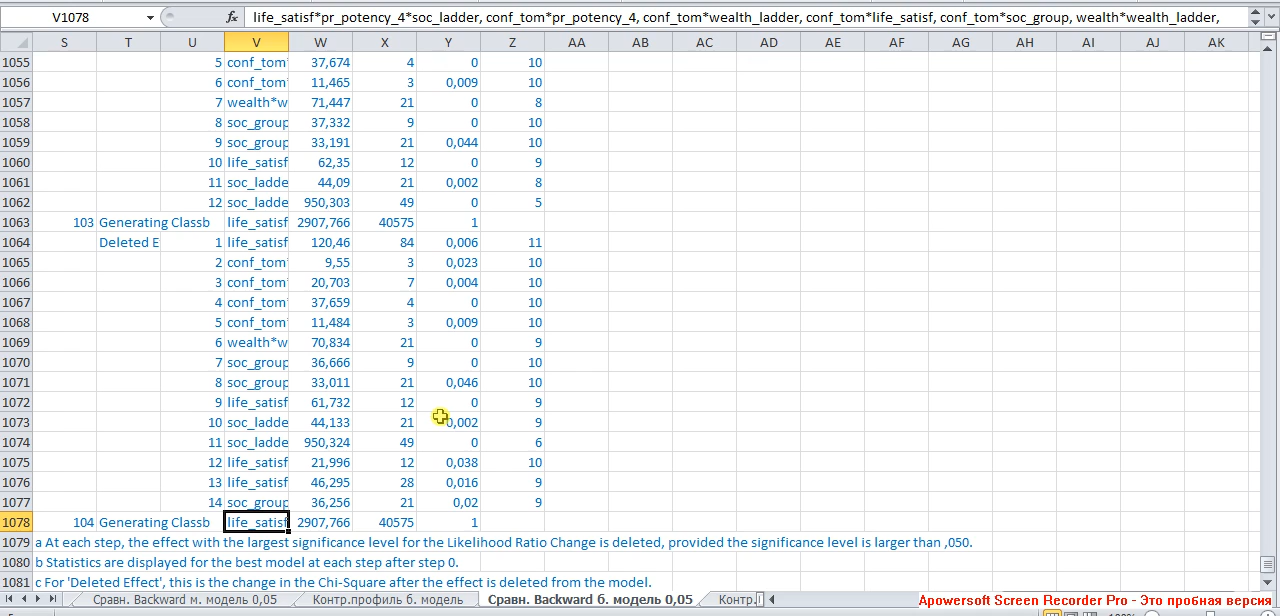 V1078 fx life_satisf*pr_potency_4*soc_ladder, conf_tom*pr_potency_4, conf_tom*wealth_ladder, conf_tom*life_satisf, conf_tom*soc_group, wealth*wealth_ladder,
S T U V W X Y Z AA AB AC AD AE AF AG AH AI AJ AK
1055 5 conf_tom* 37,674 4 0 10
1056 6 conf_tom* 11,465 3 0,009 10
1057 7 wealth*w 71,447 21 0 8
1058 8 soc_group 37,332 9 0 10
1059 9 soc_group 33,191 21 0,044 10
1060 10 life_satisf 62,35 12 0 9
1061 11 soc_ladde 44,09 21 0,002 8
1062 12 soc_ladde 950,303 49 0 5
1063 103 Generating Classb life_satisf 2907,766 40575 1
1064 Deleted E 1 life_satisf 120,46 84 0,006 11
1065 2 conf_tom* 9,55 3 0,023 10
1066 3 conf_tom* 20,703 7 0,004 10
1067 4 conf_tom* 37,659 4 0 10
1068 5 conf_tom* 11,484 3 0,009 10
1069 6 wealth*w 70,834 21 0 9
1070 7 soc_group 36,666 9 0 10
1071 8 soc_group 33,011 21 0,046 10
1072 9 life_satisf 61,732 12 0 9
1073 10 soc_ladde 44,133 21 0,002 9
1074 11 soc_ladde 950,324 49 0 6
1075 12 life_satisf 21,996 12 0,038 10
1076 13 life_satisf 46,295 28 0,016 9
1077 14 soc_group 36,256 21 0,02 9
1078 104 Generating Classb life_satisf 2907,766 40575 1
1079 a At each step, the effect with the largest significance level for the Likelihood Ratio Change is deleted, provided the significance level is larger than ,050.
1080 b Statistics are displayed for the best model at each step after step 0.
1081 c For 'Deleted Effect', this is the change in the Chi-Square after the effect is deleted from the model.
Сравн. Backward м. модель 0,05 Контр.профиль б. модель Сравн. Backward б. модель 0,05 Контр.
Apowersoft Screen Recorder Pro - Это пробная версия